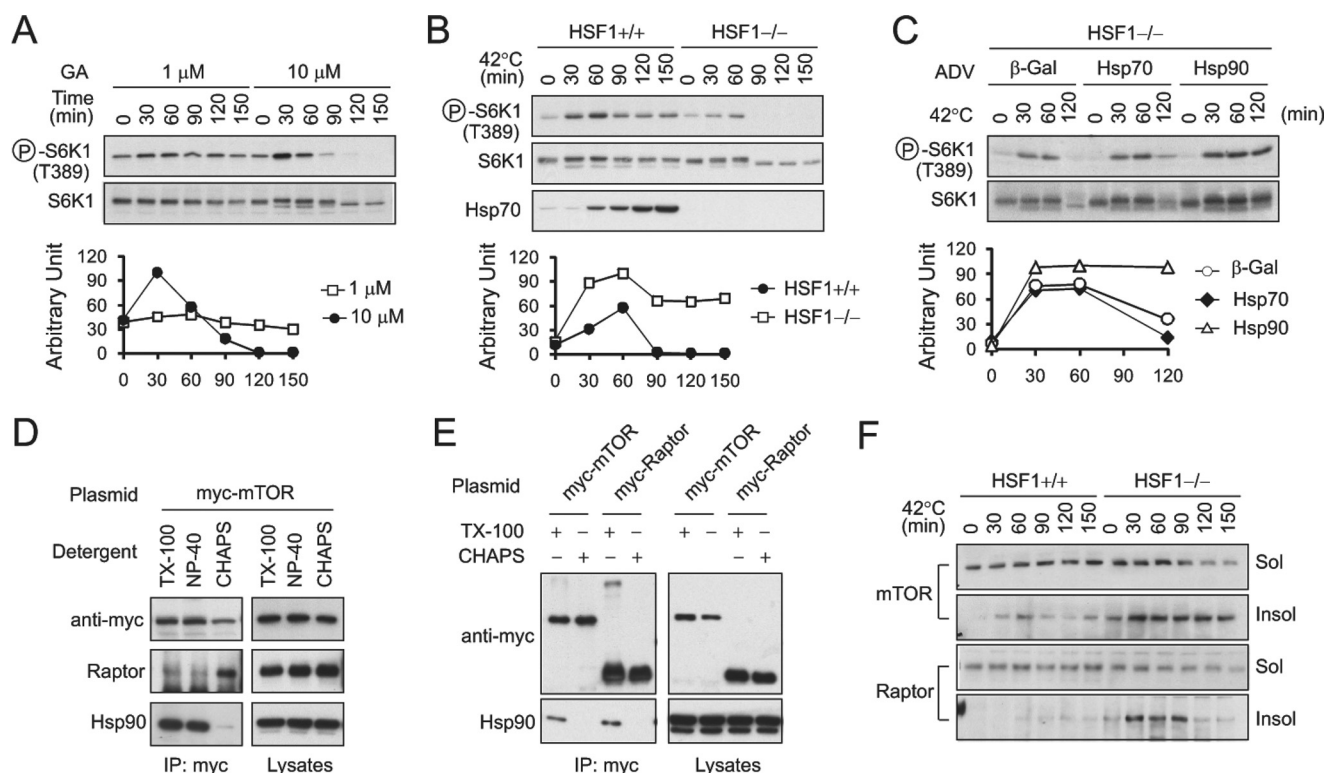 A
GA
1 μM 10 μM
Time (min)
0 30 60 90 120 150 0 30 60 90 120 150
Ⓟ-S6K1 (T389)
S6K1
Arbitrary Unit
120
90
60
30
0
0 30 60 90 120 150
1 μM
10 μM
B
HSF1+/+ HSF1–/–
42°C (min)
0 30 60 90 120 150 0 30 60 90 120 150
Ⓟ-S6K1 (T389)
S6K1
Hsp70
Arbitrary Unit
120
90
60
30
0
0 30 60 90 120 150
HSF1+/+
HSF1–/–
C
HSF1–/–
ADV β-Gal Hsp70 Hsp90
42°C 0 30 60 120 0 30 60 120 0 30 60 120 (min)
Ⓟ-S6K1 (T389)
S6K1
Arbitrary Unit
120
90
60
30
0
0 30 60 90 120
β-Gal
Hsp70
Hsp90
D
Plasmid myc-mTOR
Detergent TX-100 NP-40 CHAPS TX-100 NP-40 CHAPS
anti-myc
Raptor
Hsp90
IP: myc Lysates
E
Plasmid myc-mTOR myc-Raptor myc-mTOR myc-Raptor
TX-100 + – + – + – + –
CHAPS – + – + – + – +
anti-myc
Hsp90
IP: myc Lysates
F
HSF1+/+ HSF1–/–
42°C (min)
0 30 60 90 120 150 0 30 60 90 120 150
mTOR
Sol
Insol
Raptor
Sol
Insol